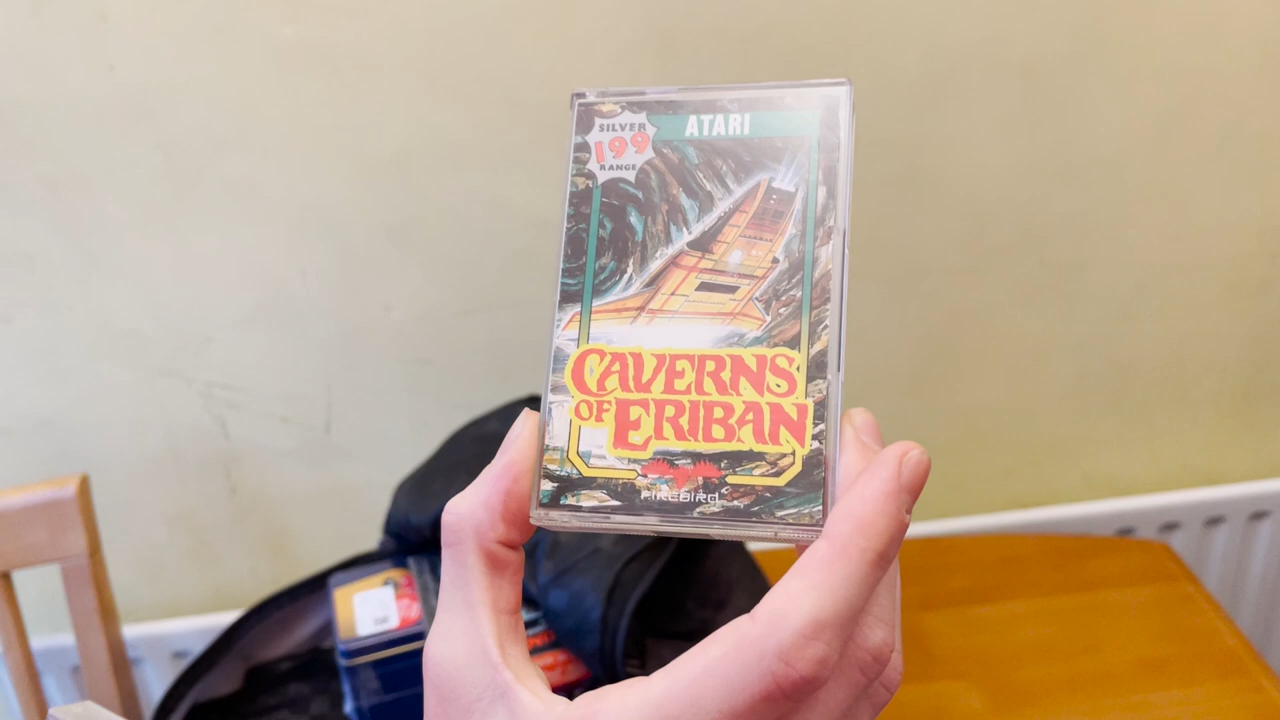 SILVER
199
RANGE
ATARI
CAVERNS
OF ERIBAN
FIREBIRD